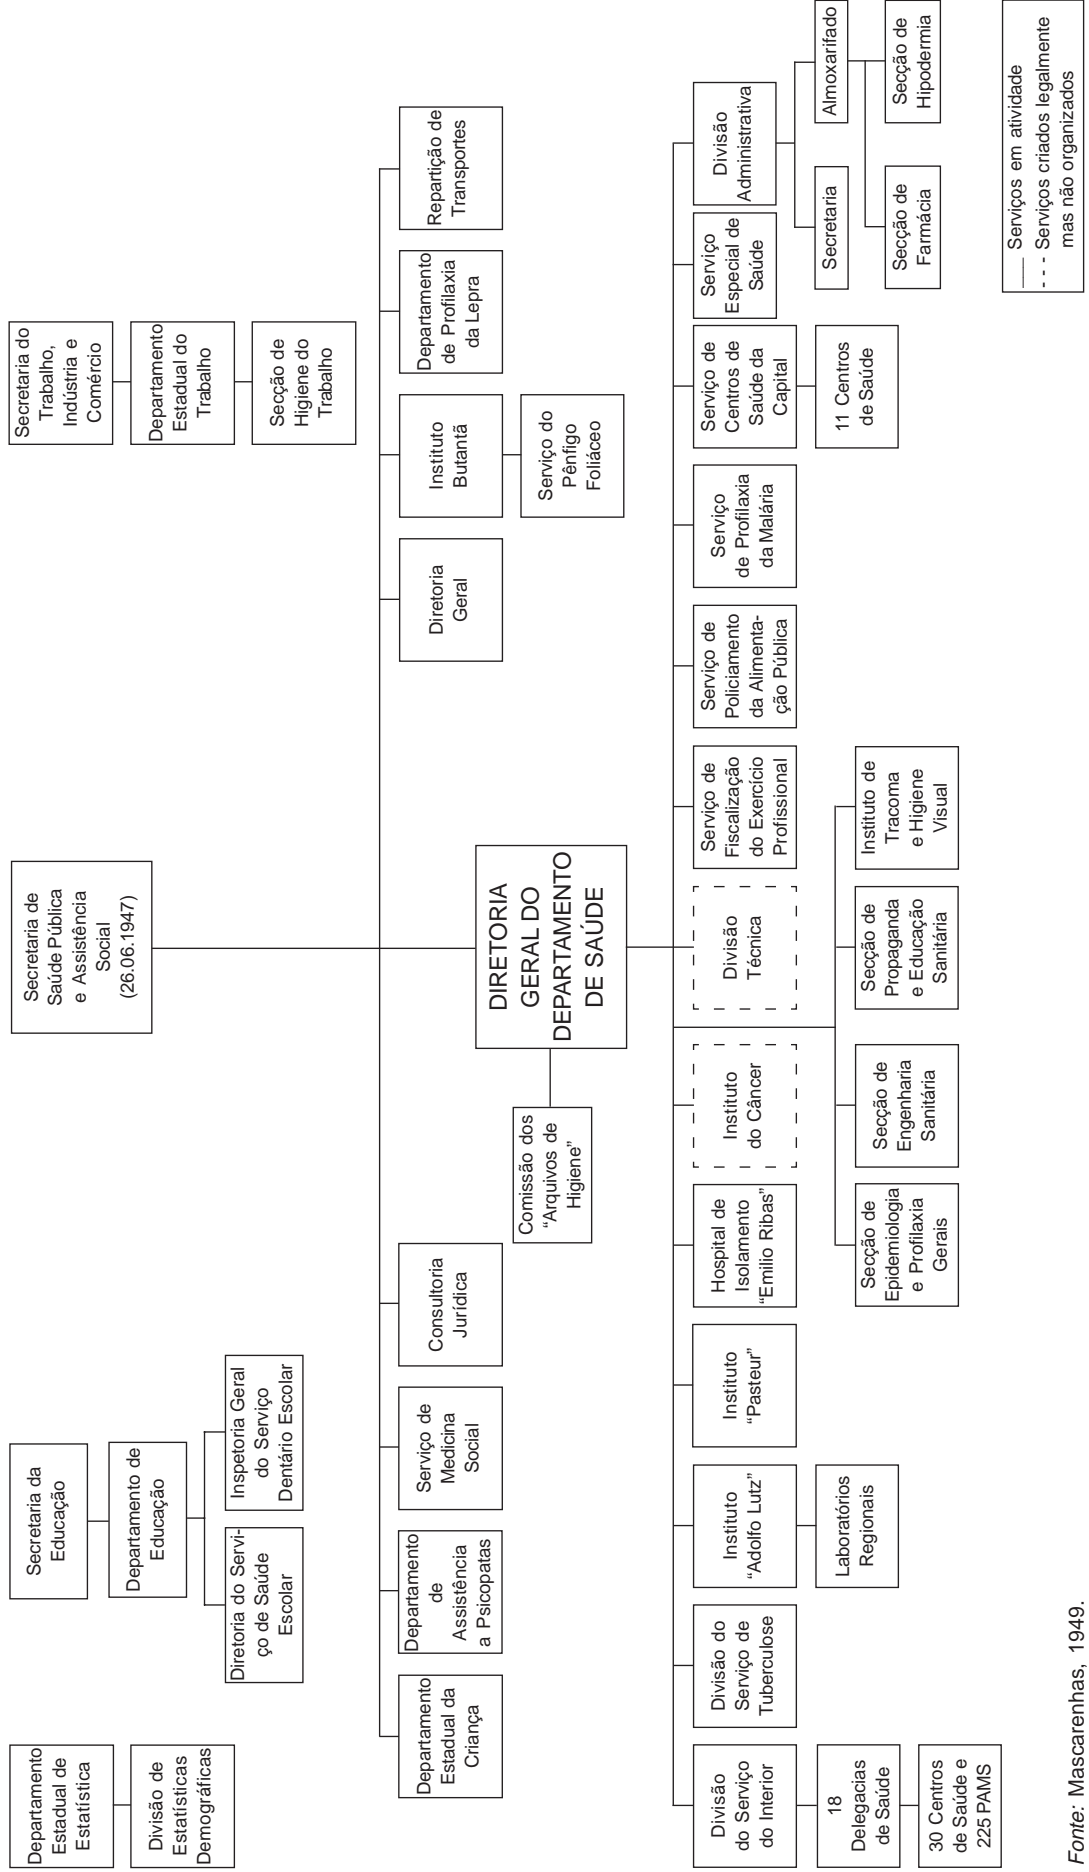 Departamento
Estadual de
Estatística
Divisão de
Estatísticas
Demográficas
Secretaria da
Educação
Departamento de
Educação
Diretoria do Servi-
ço de Saúde
Escolar
Inspetoria Geral
do Serviço
Dentário Escolar
Secretaria de
Saúde Pública
e Assistência
Social
(26.06.1947)
Secretaria do
Trabalho,
Indústria e
Comércio
Departamento
Estadual do
Trabalho
Secção de
Higiene do
Trabalho
Departamento
Estadual da
Criança
Departamento
de
Assistência
a Psicopatas
Serviço de
Medicina
Social
Consultoria
Jurídica
Diretoria
Geral
Instituto
Butantã
Serviço do
Pênfigo
Foliáceo
Departamento
de Profilaxia
da Lepra
Repartição de
Transportes
DIRETORIA
GERAL DO
DEPARTAMENTO
DE SAÚDE
Comissão dos
“Arquivos de
Higiene”
Divisão
do Serviço
do Interior
18
Delegacias
de Saúde
30 Centros
de Saúde e
225 PAMS
Divisão do
Serviço de
Tuberculose
Instituto
“Adolfo Lutz”
Laboratórios
Regionais
Instituto
“Pasteur”
Hospital de
Isolamento
“Emilio Ribas”
Instituto
do Câncer
Divisão
Técnica
Serviço de
Fiscalização
do Exercício
Profissional
Serviço de
Policiamento
da Alimenta-
ção Pública
Serviço
de Profilaxia
da Malária
Serviço de
Centros de
Saúde da
Capital
11 Centros
de Saúde
Serviço
Especial de
Saúde
Divisão
Administrativa
Secretaria
Almoxarifado
Secção de
Farmácia
Secção de
Hipodermia
Secção de
Epidemiologia
e Profilaxia
Gerais
Secção de
Engenharia
Sanitária
Secção de
Propaganda
e Educação
Sanitária
Instituto de
Tracoma
e Higiene
Visual
___ Serviços em atividade
- - - Serviços criados legalmente
mas não organizados
Fonte: Mascarenhas, 1949.